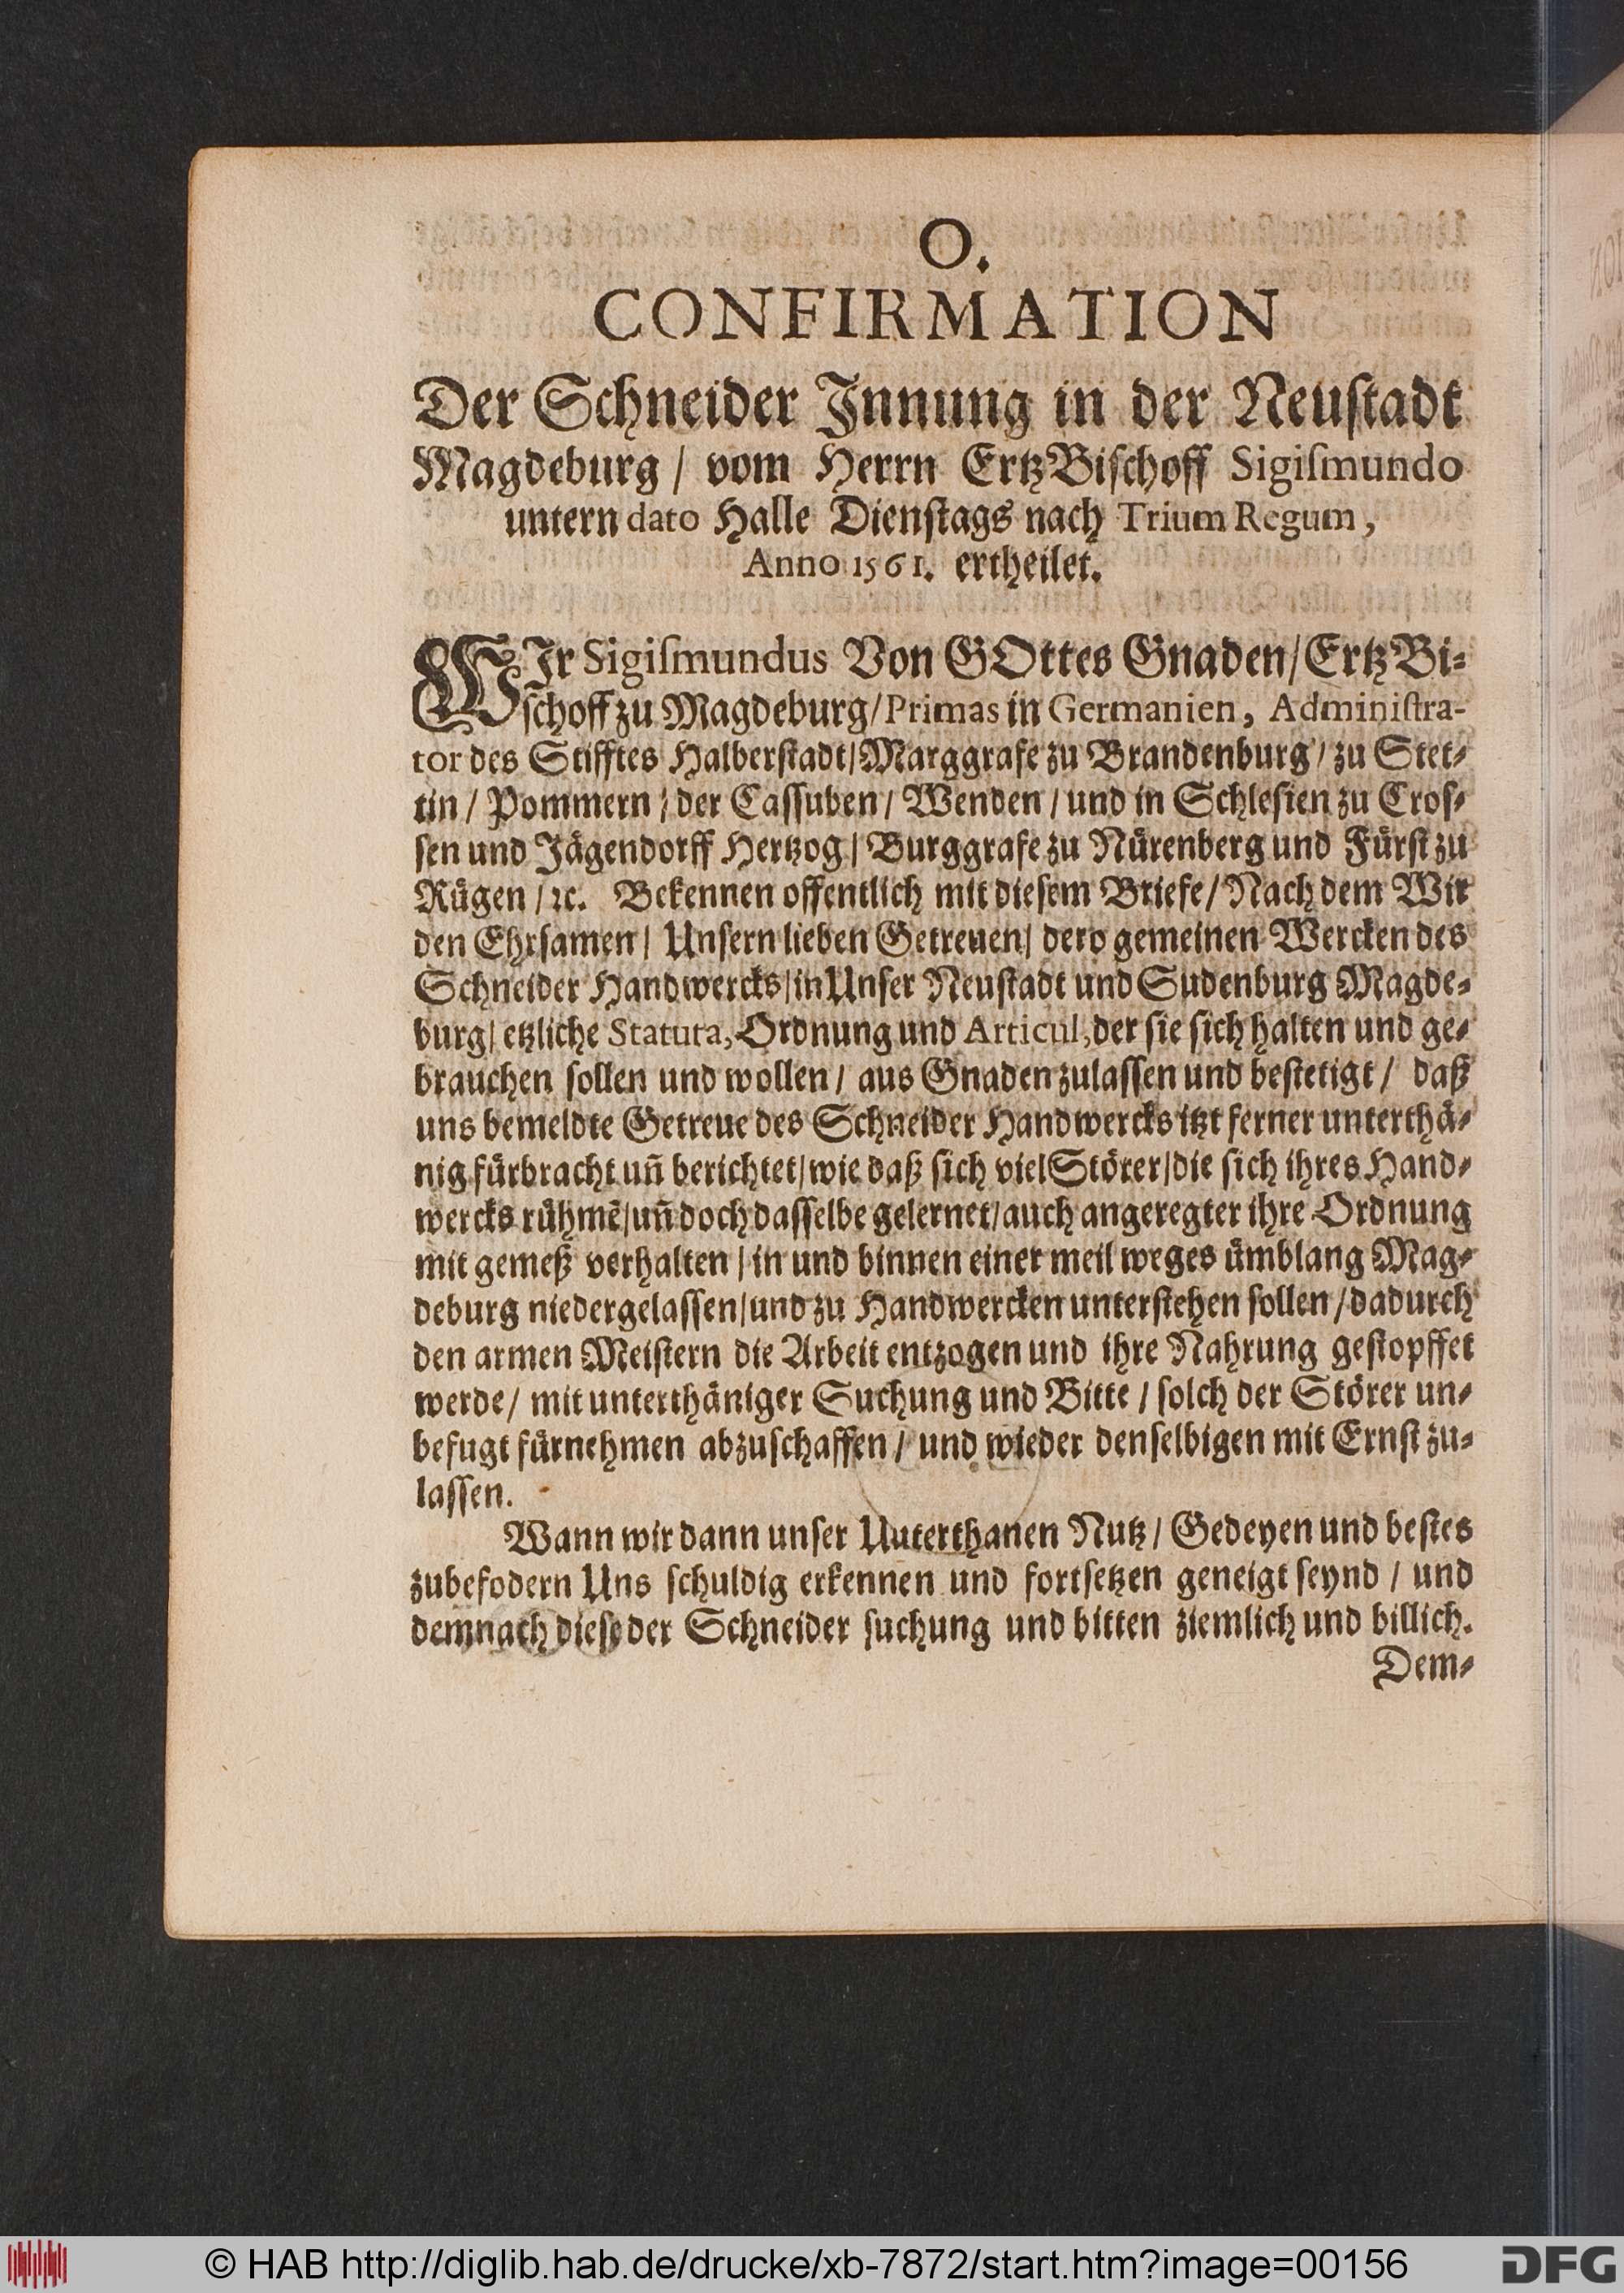 O.
CONFIRMATION
Der Schneider Jnnung in der Neuſtadt
Magdeburg / vom Herrn ErtzBiſchoff Sigiſmundo
untern dato Halle Dienſtags nach Trium Regum,
Anno 1561. ertheilet.
WJr Sigiſmundus Von GOttes Gnaden / ErtzBi-
ſchoff zu Magdeburg / Primas in Germanien, Adminiſtra-
tor des Stifftes Halberſtadt / Marggrafe zu Brandenburg / zu Stet-
tin / Pommern / der Caſſuben / Wenden / und in Schleſien zu Croſ-
ſen und Jägendorff Hertzog / Burggrafe zu Nürenberg und Fürſt zu
Rügen / ꝛc. Bekennen offentlich mit dieſem Briefe / Nach dem Wir
den Ehrſamen / Unſern lieben Getreuen / dero gemeinen Wercken des
Schneider Handwercks / in Unſer Neuſtadt und Sudenburg Magde-
burg / etzliche Statuta, Ordnung und Articul, der ſie ſich halten und ge-
brauchen ſollen und wollen / aus Gnaden zulaſſen und beſtetigt / daß
uns bemeldte Getreue des Schneider Handwercks itzt ferner unterthä-
nig fürbracht uñ berichtet / wie daß ſich viel Störer / die ſich ihres Hand-
wercks rühmẽ / uñ doch daſſelbe gelernet / auch angeregter ihre Ordnung
mit gemeß verhalten / in und binnen einer meil weges ümblang Mag-
deburg niedergelaſſen / und zu Handwercken unterſtehen ſollen / dadurch
den armen Meiſtern die Arbeit entzogen und ihre Nahrung geſtopffet
werde / mit unterthäniger Suchung und Bitte / ſolch der Störer un-
befugt fürnehmen abzuſchaffen / und wieder denſelbigen mit Ernſt zu-
laſſen.
Wann wir dann unſer Uuterthanen Nutz / Gedeyen und beſtes
zubefodern Uns ſchuldig erkennen und fortſetzen geneigt ſeynd / und
demnach dieſe der Schneider ſuchung und bitten ziemlich und billich.
Dem-
© HAB http://diglib.hab.de/drucke/xb-7872/start.htm?image=00156
DFG